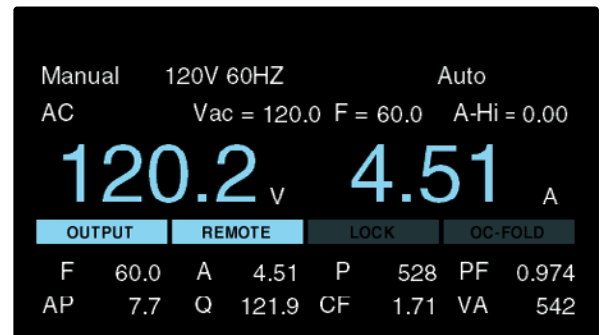 Manual 120V 60HZ Auto
AC Vac = 120.0 F = 60.0 A-Hi = 0.00
120.2 V 4.51 A
OUTPUT REMOTE LOCK OC-FOLD
F 60.0 A 4.51 P 528 PF 0.974
AP 7.7 Q 121.9 CF 1.71 VA 542